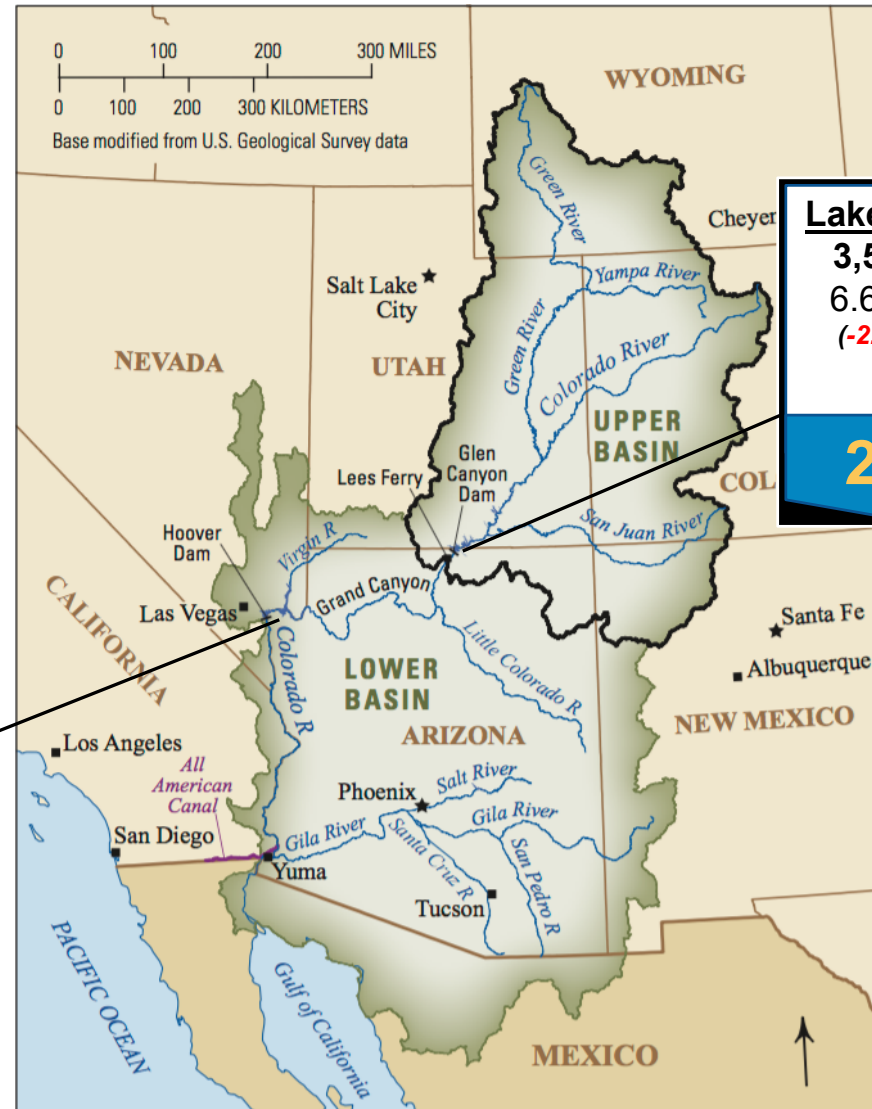 0 100 200 300 MILES
0 100 200 300 KILOMETERS
Base modified from U.S. Geological Survey data
WYOMING
Green River
Cheyen
Lake
3,5
6.6
(-2
2
Yampa River
Salt Lake
City
NEVADA
UTAH
Green River
Colorado River
UPPER
BASIN
COL
Lees Ferry
Glen
Canyon
Dam
San Juan River
Hoover
Dam
Virgin R
Grand Canyon
Las Vegas
CALIFORNIA
Colorado R
Little Colorado R
Santa Fe
Albuquerque
LOWER
BASIN
ARIZONA
NEW MEXICO
Los Angeles
All
American
Canal
Phoenix
Salt River
Gila River
San Diego
Gila River
Santa Cruz R
San Pedro R
Yuma
Tucson
PACIFIC OCEAN
Gulf of California
MEXICO